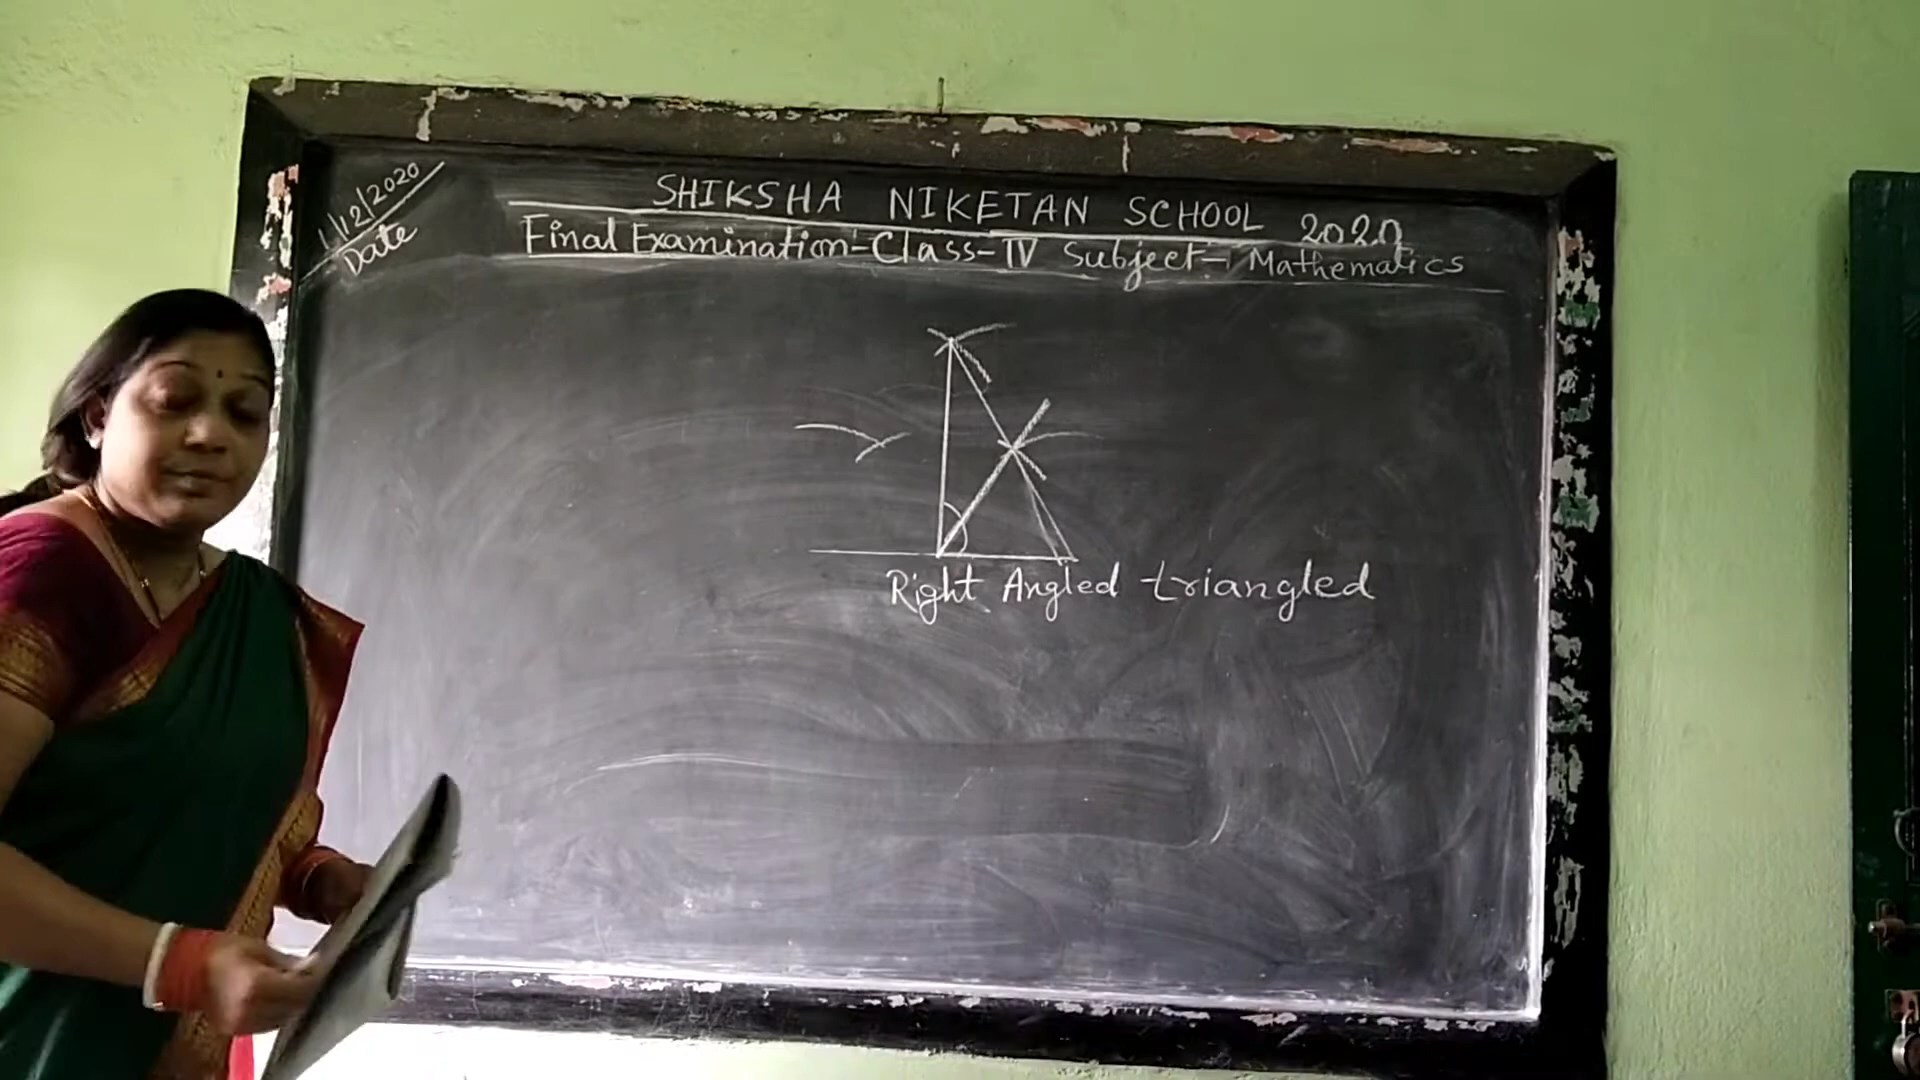 1/12/2020
Date
SHIKSHA NIKETAN SCHOOL 2020
Final Examination-Class-IV Subject- Mathematics
Right Angled triangled